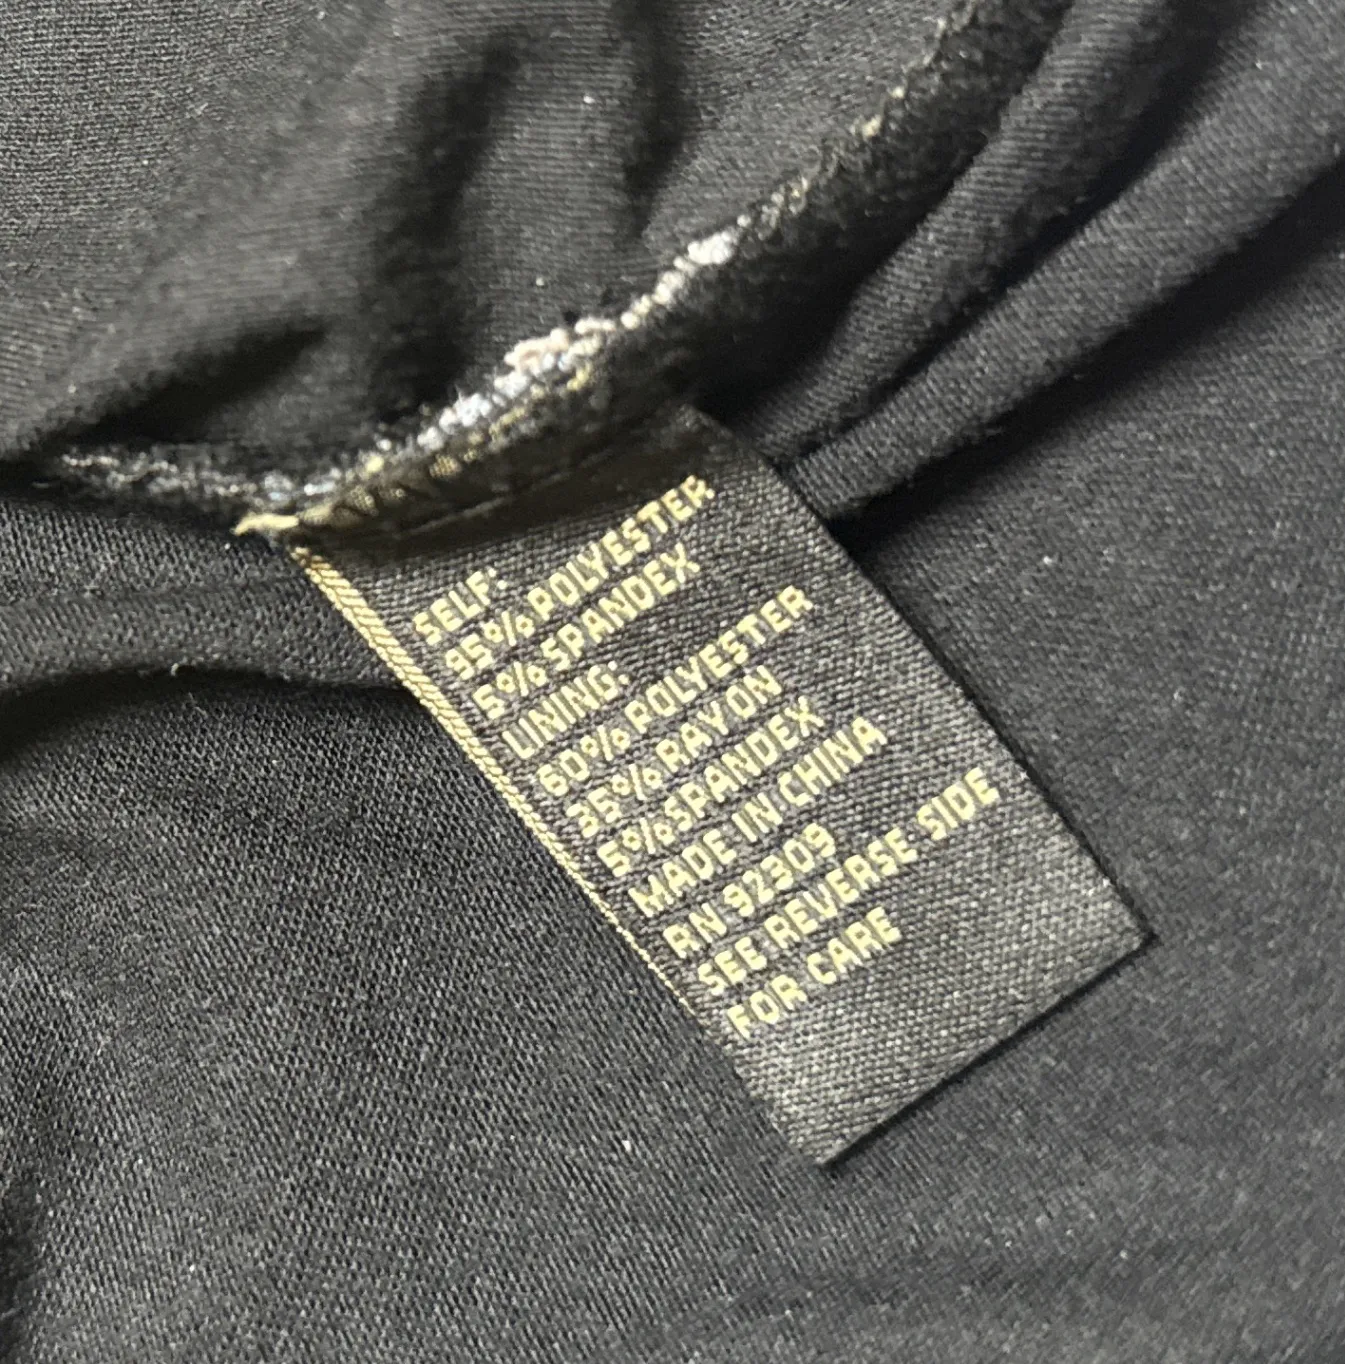 SELF:
95% POLYESTER
5% SPANDEX
LINING:
60% POLYESTER
35% RAYON
5% SPANDEX
MADE IN CHINA
RN 92309
SEE REVERSE SIDE
FOR CARE